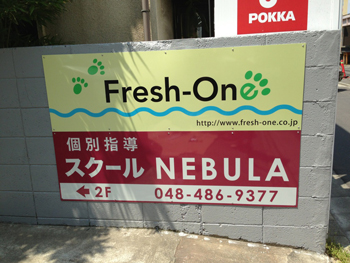 POKKA
Fresh-One
http://www.fresh-one.co.jp
個別指導
スクール NEBULA
← 2F 048-486-9377